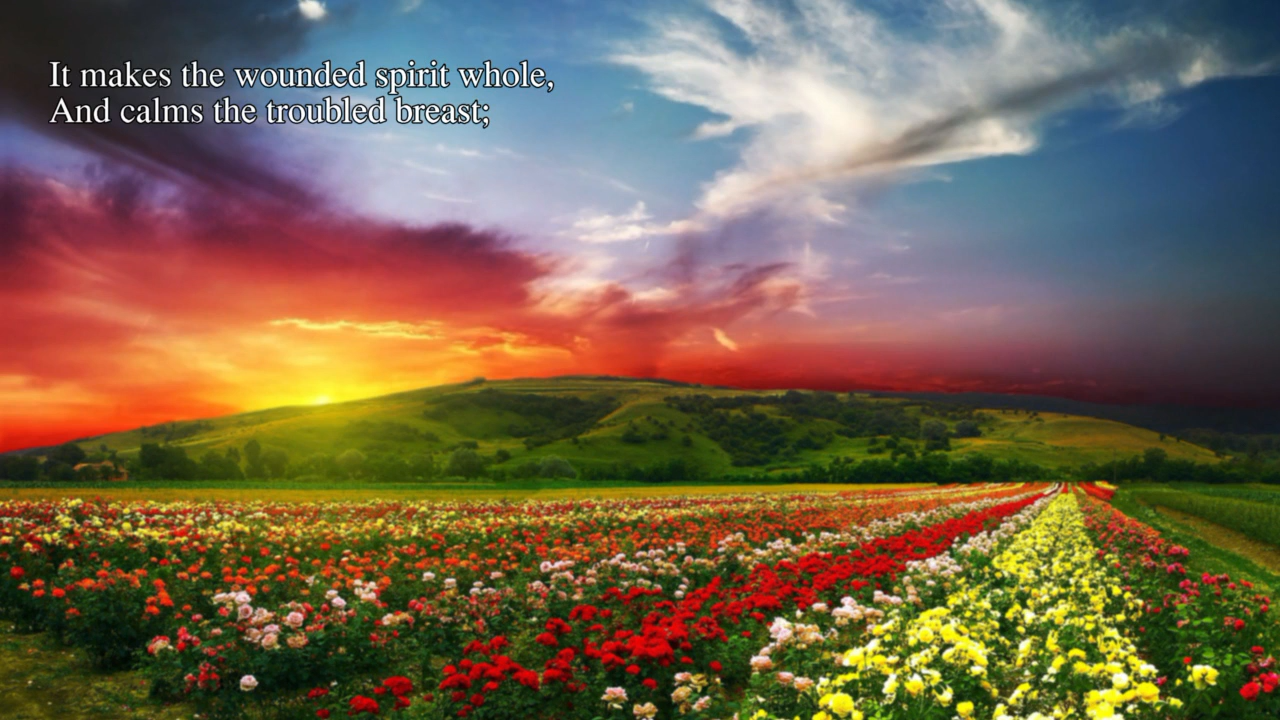 It makes the wounded spirit whole,
And calms the troubled breast;